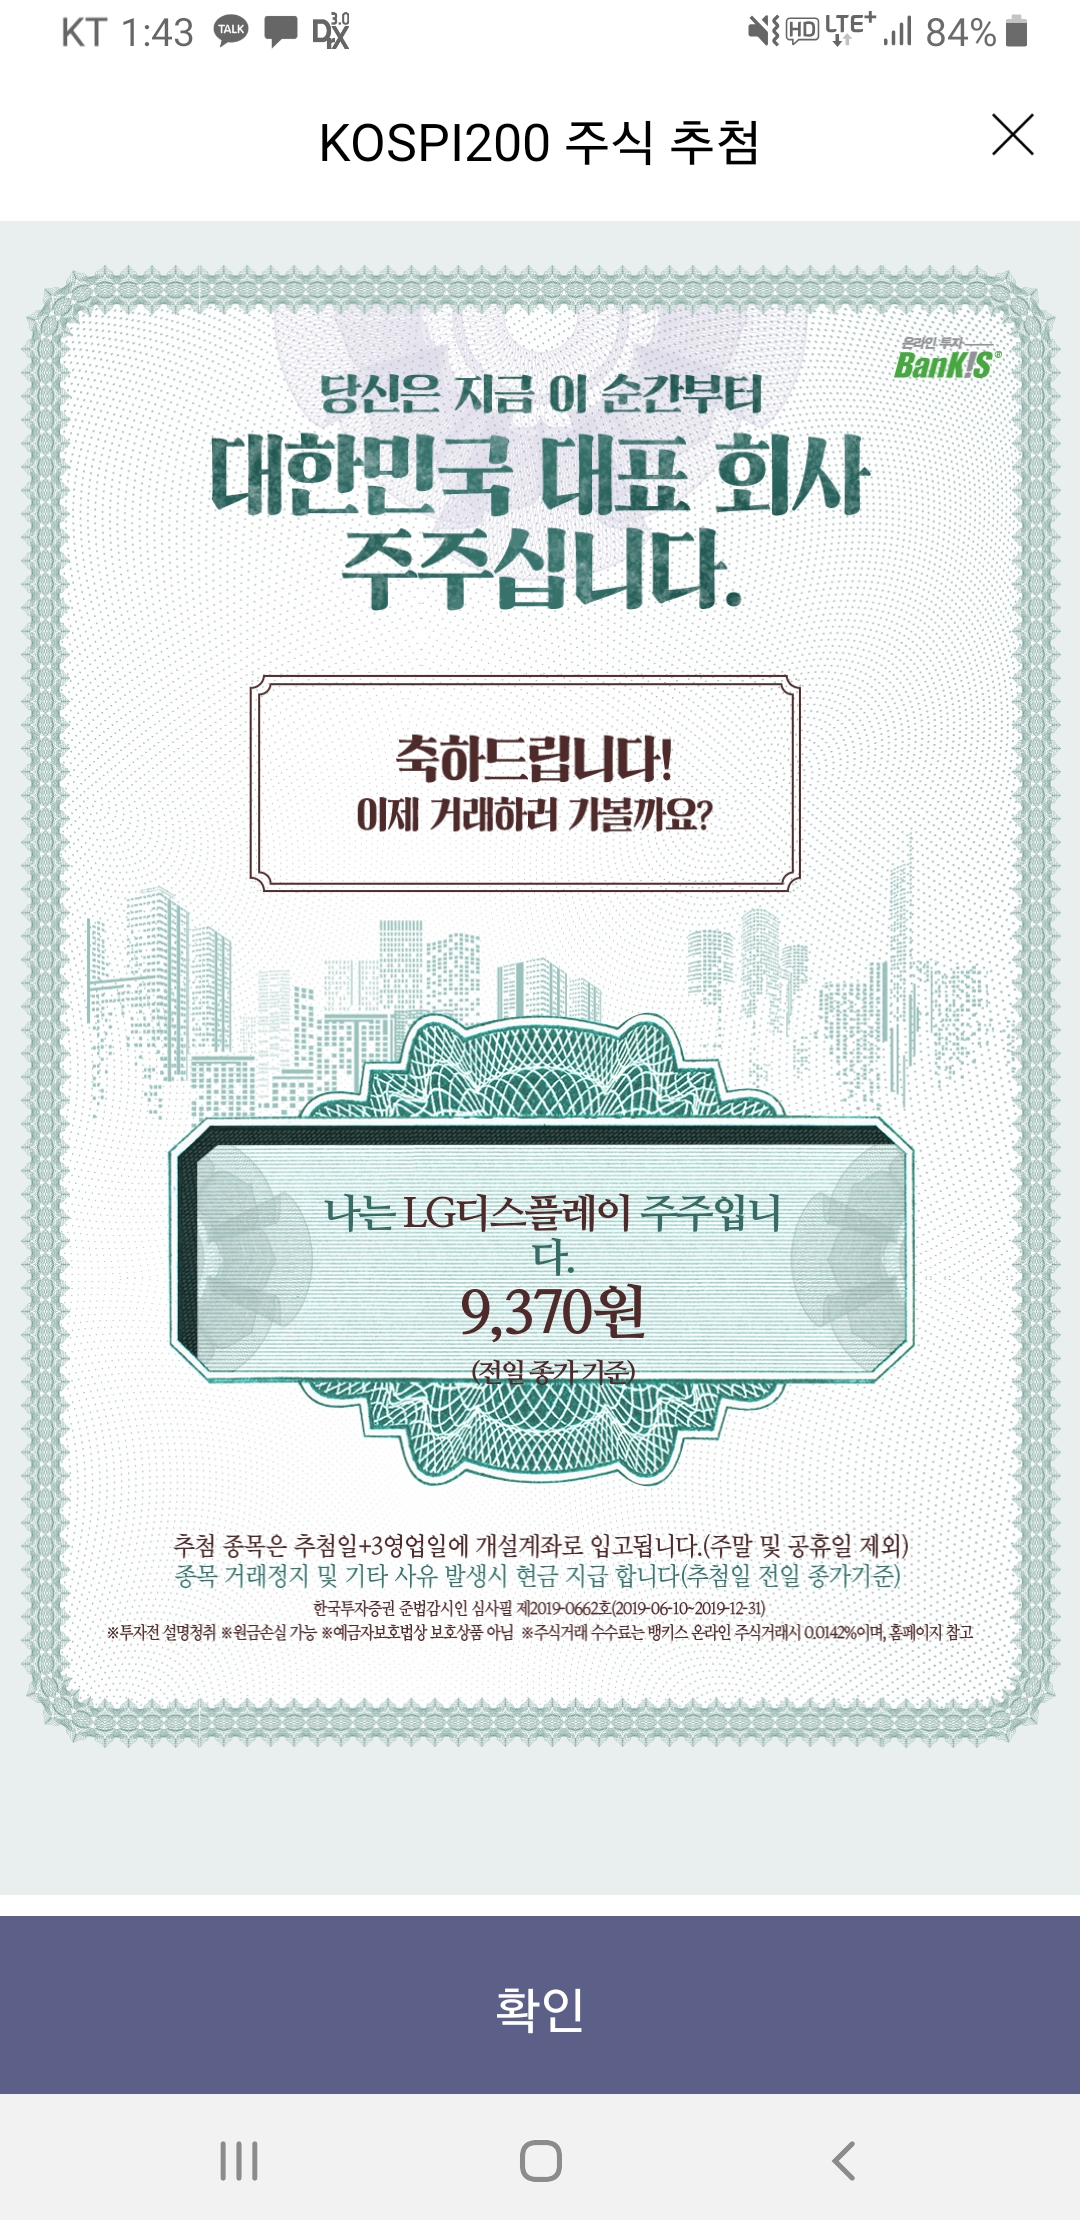 KT 1:43 TALK DrX 3.0 HD LTE+ 84%
KOSPI200 주식 추첨
온라인 투자
BanKIS®
당신은 지금 이 순간부터
대한민국 대표 회사
주주십니다.
축하드립니다!
이제 거래하러 가볼까요?
나는 LG디스플레이 주주입니
다.
9,370원
(전일 종가 기준)
추첨 종목은 추첨일+3영업일에 개설계좌로 입고됩니다.(주말 및 공휴일 제외)
종목 거래정지 및 기타 사유 발생시 현금 지급 합니다(추첨일 전일 종가기준)
한국투자증권 준법감시인 심사필 제2019-0662호(2019-06-10~2019-12-31)
※투자전 설명청취 ※원금손실 가능 ※예금자보호법상 보호상품 아님 ※주식거래 수수료는 뱅키스 온라인 주식거래시 0.0142%이며, 홈페이지 참고
확인